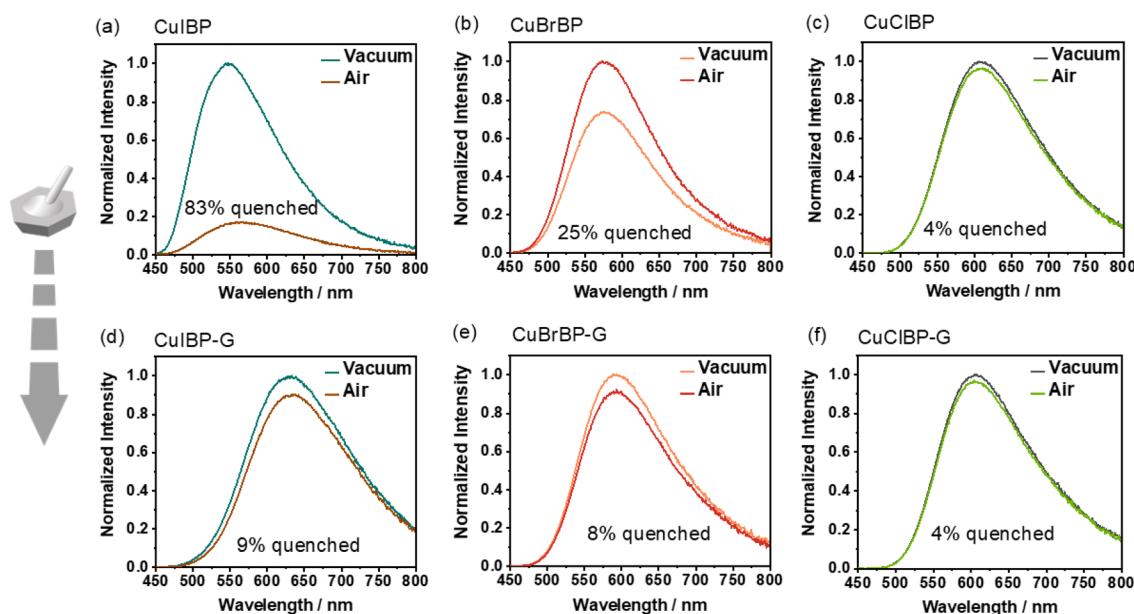 (a) CuIBP
Normalized Intensity
1.0
0.8
0.6
0.4
0.2
0.0
Vacuum
Air
83% quenched
450 500 550 600 650 700 750 800
Wavelength / nm
(b) CuBrBP
Normalized Intensity
1.0
0.8
0.6
0.4
0.2
0.0
Vacuum
Air
25% quenched
450 500 550 600 650 700 750 800
Wavelength / nm
(c) CuClBP
Normalized Intensity
1.0
0.8
0.6
0.4
0.2
0.0
Vacuum
Air
4% quenched
450 500 550 600 650 700 750 800
Wavelength / nm
(d) CuIBP-G
Normalized Intensity
1.0
0.8
0.6
0.4
0.2
0.0
Vacuum
Air
9% quenched
450 500 550 600 650 700 750 800
Wavelength / nm
(e) CuBrBP-G
Normalized Intensity
1.0
0.8
0.6
0.4
0.2
0.0
Vacuum
Air
8% quenched
450 500 550 600 650 700 750 800
Wavelength / nm
(f) CuClBP-G
Normalized Intensity
1.0
0.8
0.6
0.4
0.2
0.0
Vacuum
Air
4% quenched
450 500 550 600 650 700 750 800
Wavelength / nm